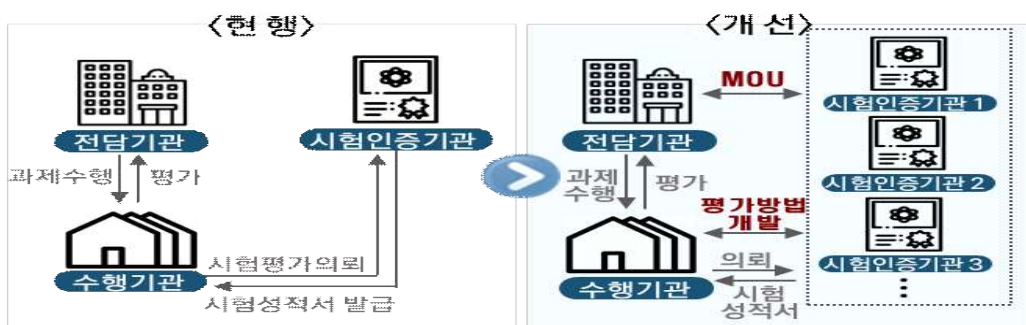 <현 행>
전담기관
시험인증기관
과제수행
평가
수행기관
시험평가의뢰
시험성적서 발급
<개 선>
MOU
전담기관
시험인증기관 1
과제
수행
평가
시험인증기관 2
평가방법
개발
수행기관
의뢰
시험
성적서
시험인증기관 3